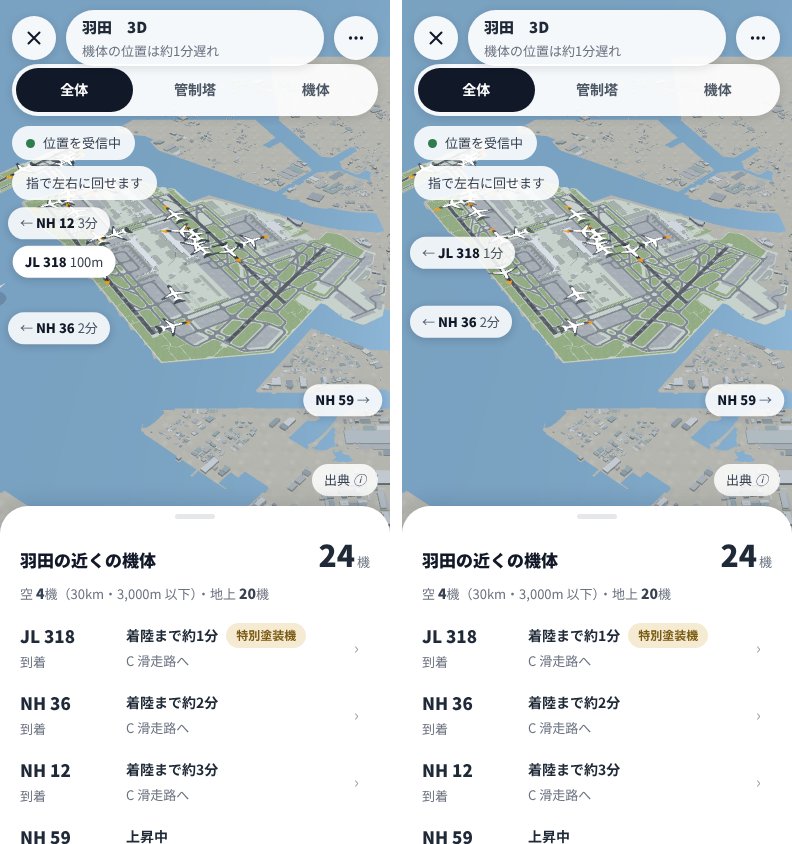 羽田 3D
機体の位置は約1分遅れ
全体 管制塔 機体
位置を受信中
指で左右に回せます
← NH 12 3分
JL 318 100m
← NH 36 2分
NH 59 →
出典 ⓘ
羽田の近くの機体 24機
空 4機（30km・3,000m 以下）・地上 20機
JL 318 着陸まで約1分 特別塗装機
到着 C 滑走路へ
NH 36 着陸まで約2分
到着 C 滑走路へ
NH 12 着陸まで約3分
到着 C 滑走路へ
NH 59 上昇中
羽田 3D
機体の位置は約1分遅れ
全体 管制塔 機体
位置を受信中
指で左右に回せます
← JL 318 1分
← NH 36 2分
NH 59 →
出典 ⓘ
羽田の近くの機体 24機
空 4機（30km・3,000m 以下）・地上 20機
JL 318 着陸まで約1分 特別塗装機
到着 C 滑走路へ
NH 36 着陸まで約2分
到着 C 滑走路へ
NH 12 着陸まで約3分
到着 C 滑走路へ
NH 59 上昇中